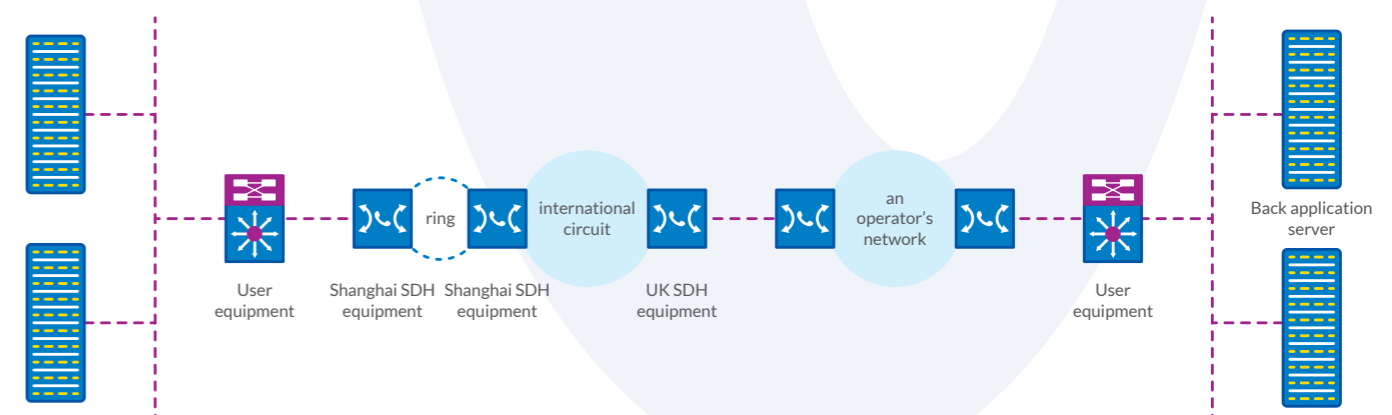 ring
international
circuit
an
operator's
network
Back application
server
User
equipment
Shanghai SDH
equipment
Shanghai SDH
equipment
UK SDH
equipment
User
equipment